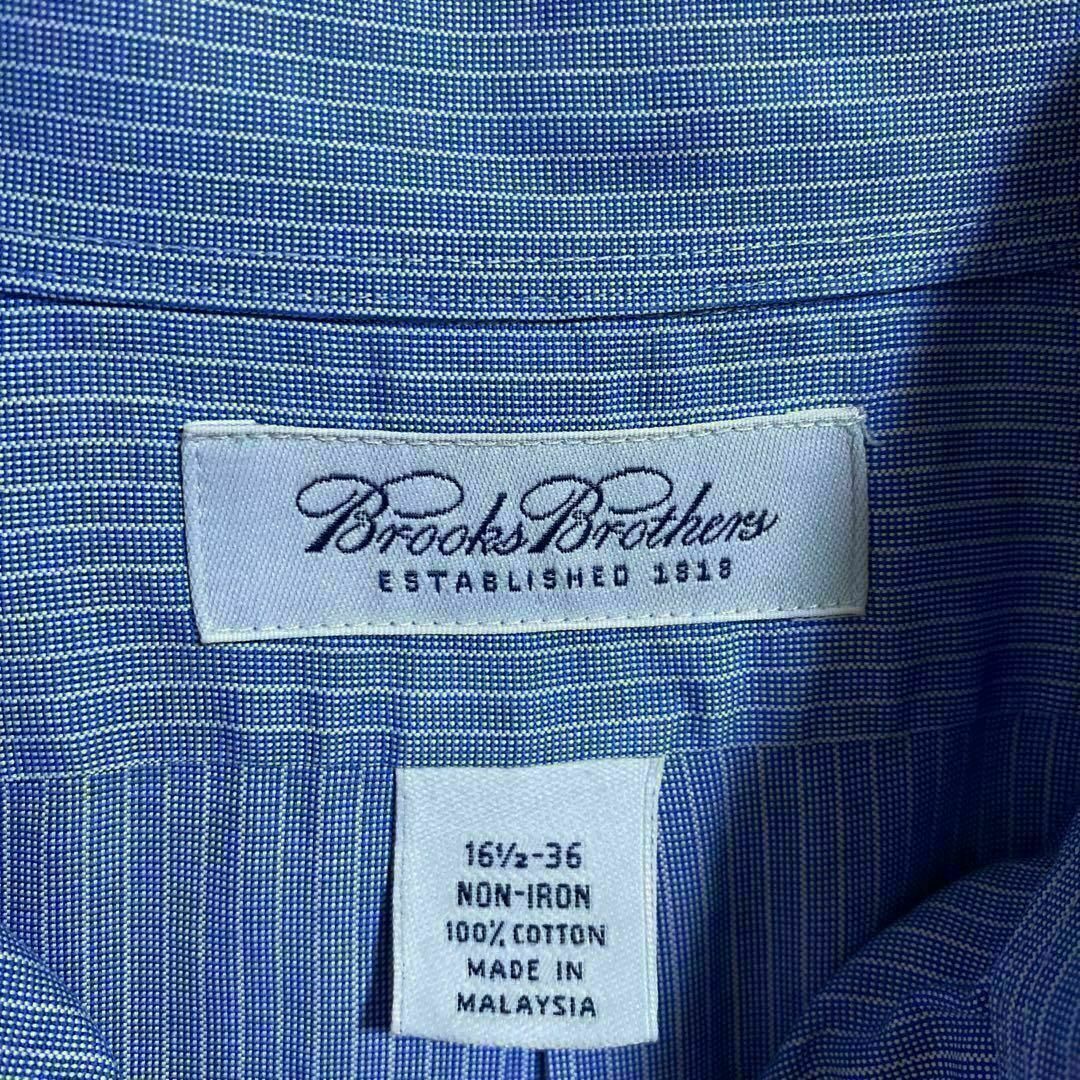 Brooks Brothers
ESTABLISHED 1818
16½-36
NON-IRON
100% COTTON
MADE IN
MALAYSIA